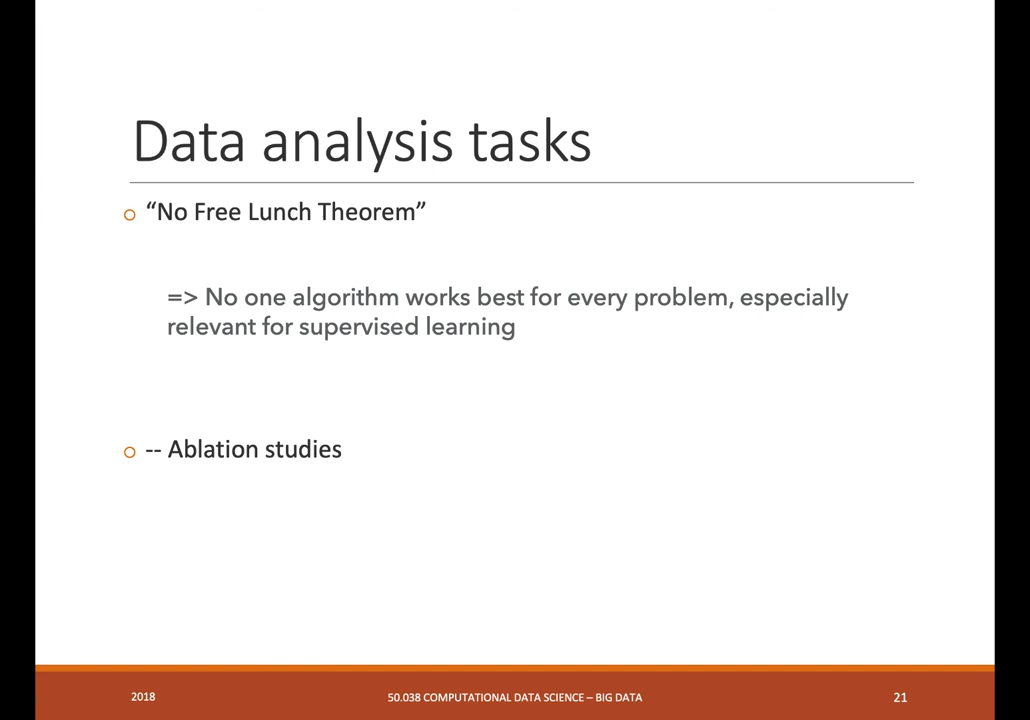 Data analysis tasks
o “No Free Lunch Theorem”
=> No one algorithm works best for every problem, especially
relevant for supervised learning
o -- Ablation studies
2018
50.038 COMPUTATIONAL DATA SCIENCE – BIG DATA
21